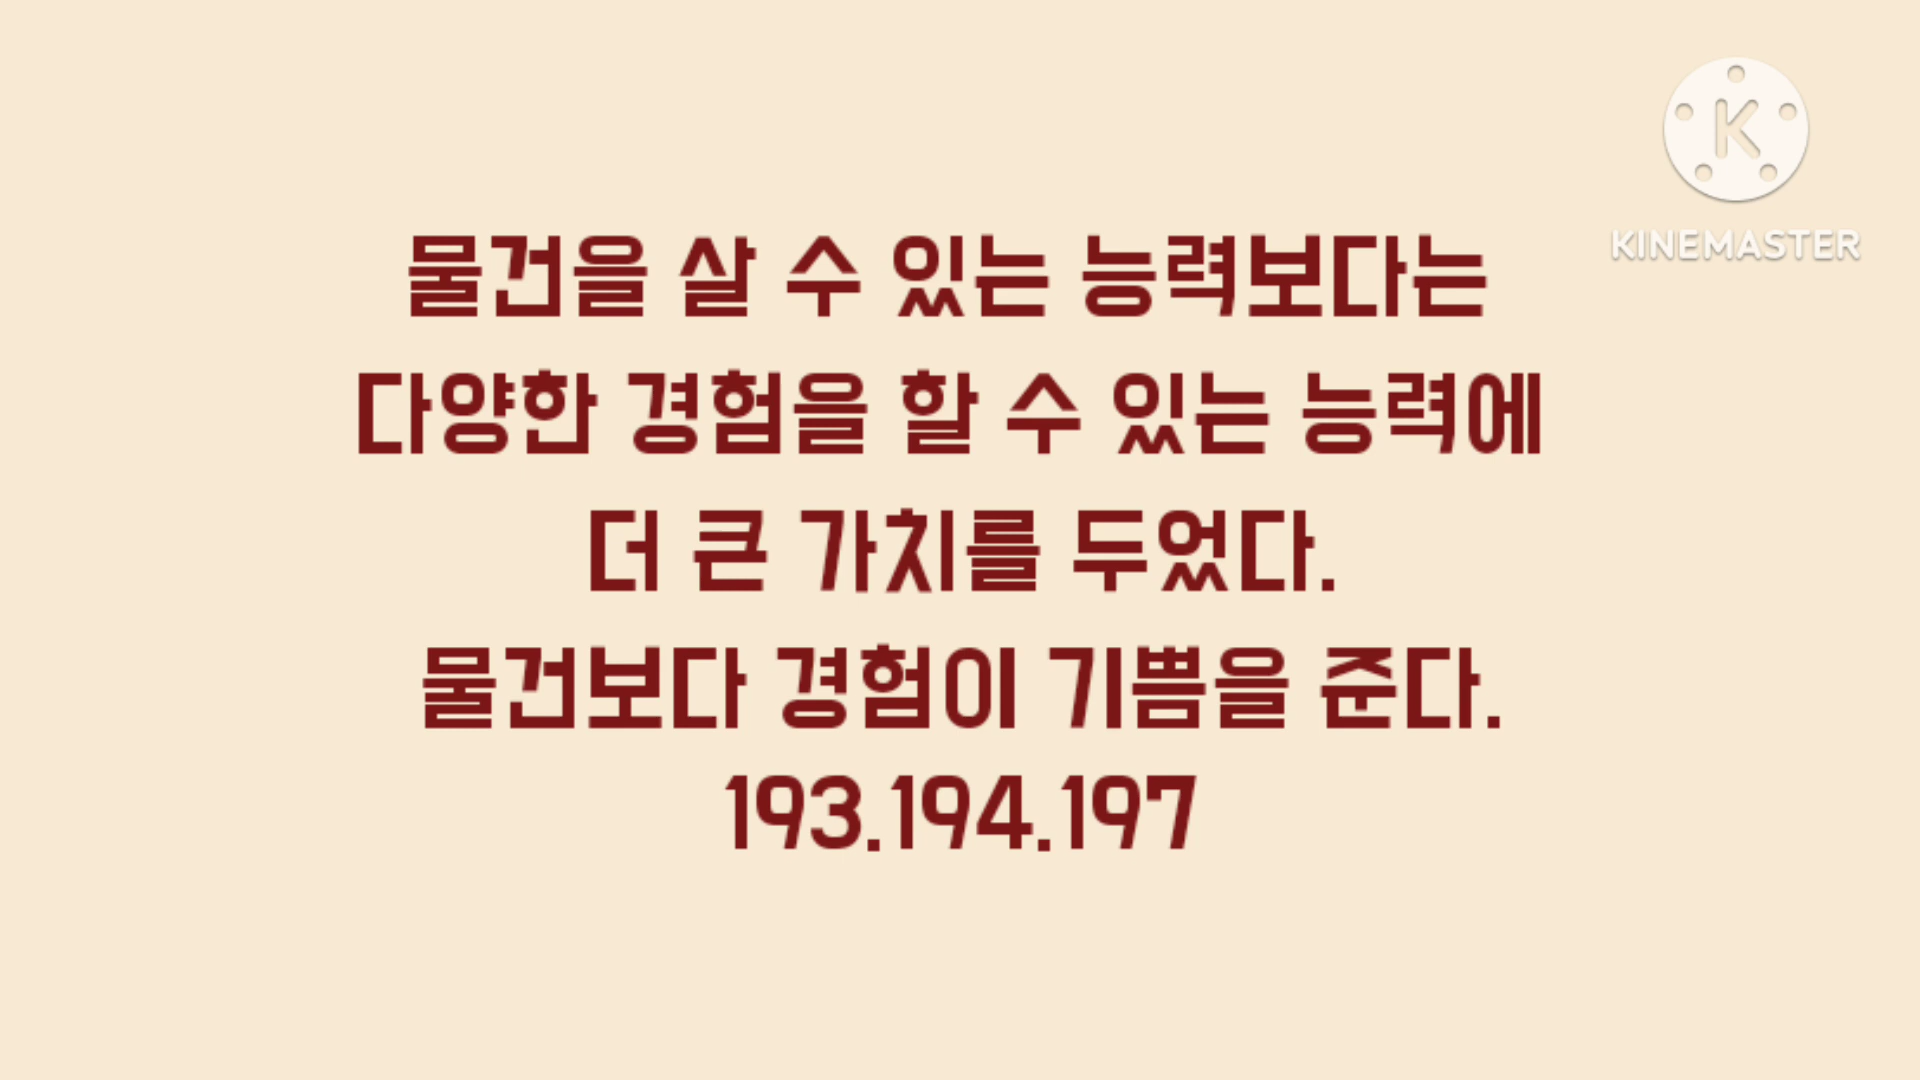 물건을 살 수 있는 능력보다는
다양한 경험을 할 수 있는 능력에
더 큰 가치를 두었다.
물건보다 경험이 기쁨을 준다.
193.194.197
K
KINEMASTER